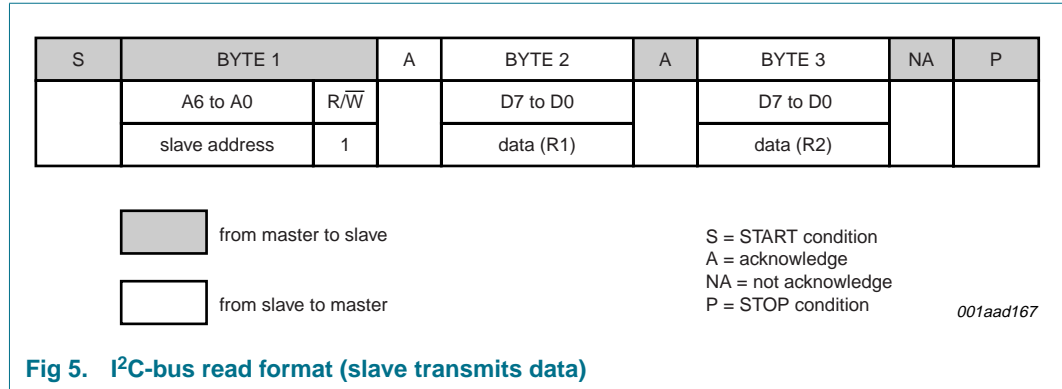 S BYTE 1 A BYTE 2 A BYTE 3 NA P
A6 to A0 R/W̅ D7 to D0 D7 to D0
slave address 1 data (R1) data (R2)
from master to slave
from slave to master
S = START condition
A = acknowledge
NA = not acknowledge
P = STOP condition
001aad167
Fig 5. I²C-bus read format (slave transmits data)